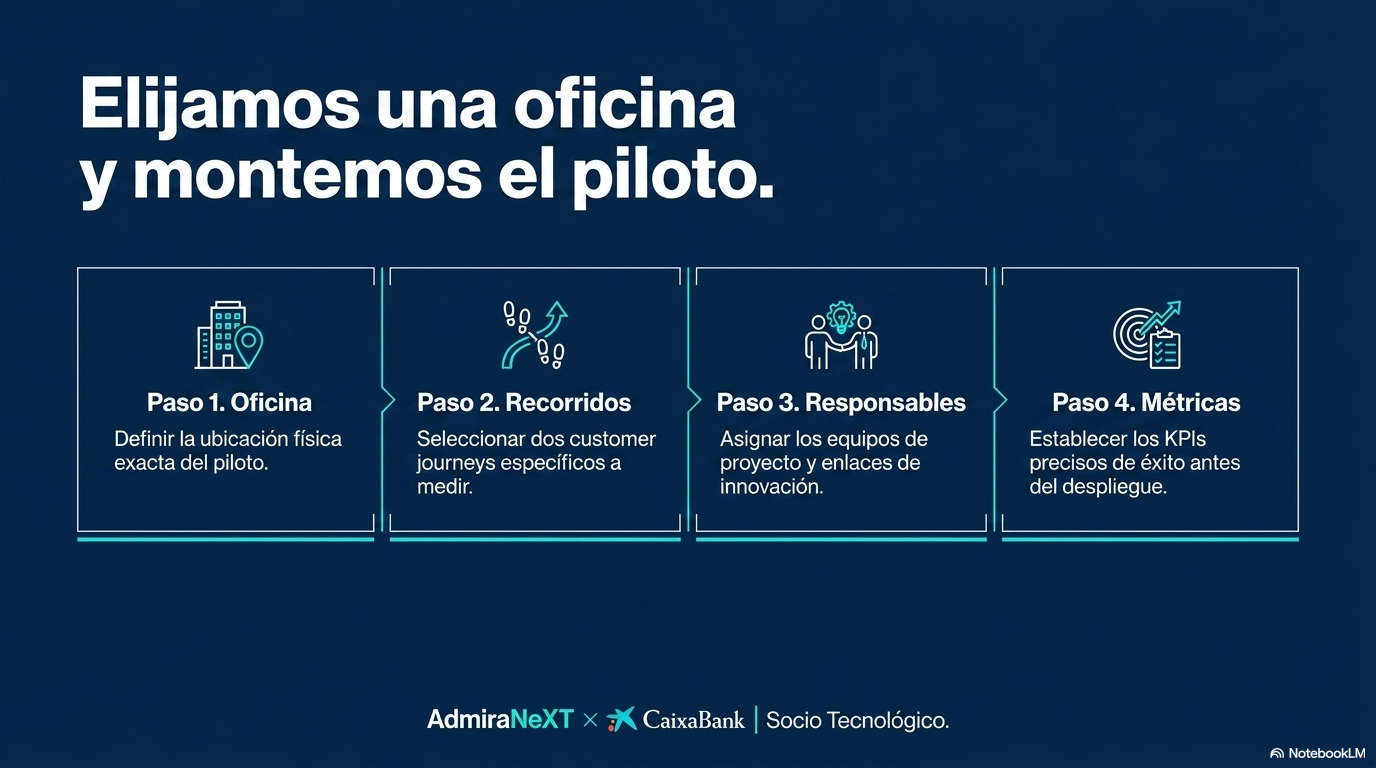 Elijamos una oficina
y montemos el piloto.
Paso 1. Oficina
Definir la ubicación física
exacta del piloto.
Paso 2. Recorridos
Seleccionar dos customer
journeys específicos a
medir.
Paso 3. Responsables
Asignar los equipos de
proyecto y enlaces de
innovación.
Paso 4. Métricas
Establecer los KPIs
precisos de éxito antes
del despliegue.
AdmiraNeXT × CaixaBank | Socio Tecnológico.
NotebookLM